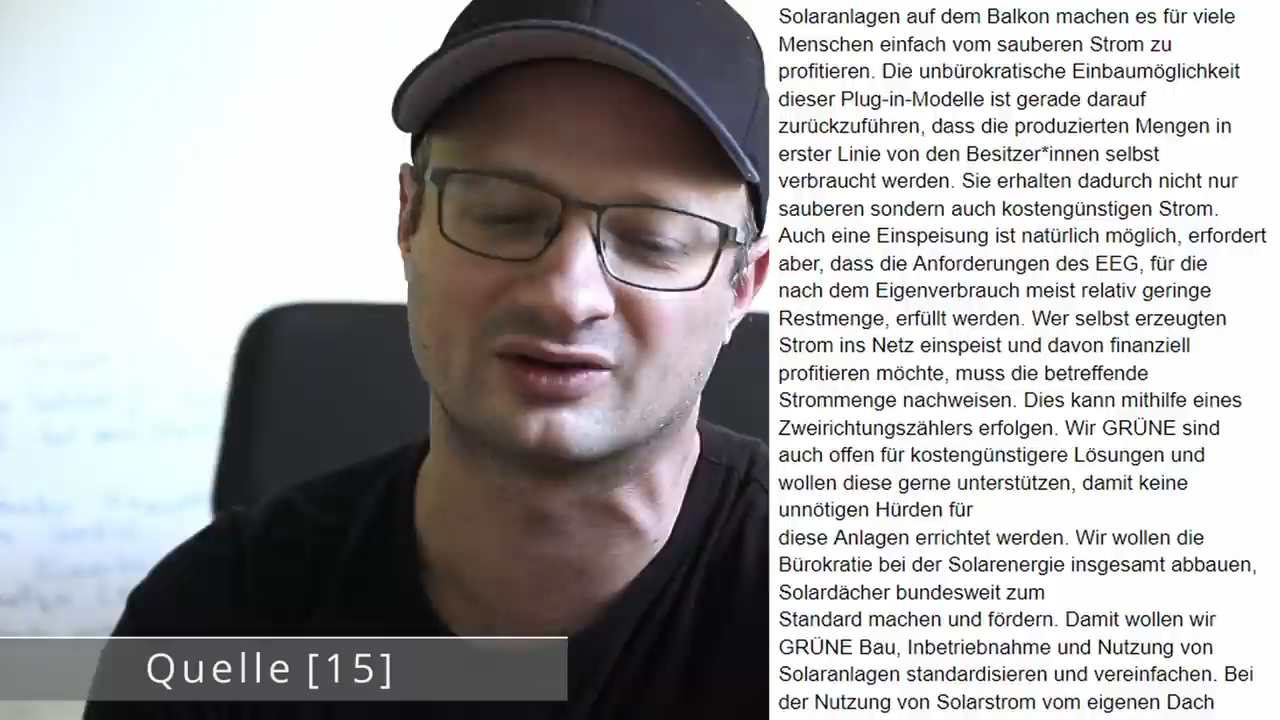 Solaranlagen auf dem Balkon machen es für viele
Menschen einfach vom sauberen Strom zu
profitieren. Die unbürokratische Einbaumöglichkeit
dieser Plug-in-Modelle ist gerade darauf
zurückzuführen, dass die produzierten Mengen in
erster Linie von den Besitzer*innen selbst
verbraucht werden. Sie erhalten dadurch nicht nur
sauberen sondern auch kostengünstigen Strom.
Auch eine Einspeisung ist natürlich möglich, erfordert
aber, dass die Anforderungen des EEG, für die
nach dem Eigenverbrauch meist relativ geringe
Restmenge, erfüllt werden. Wer selbst erzeugten
Strom ins Netz einspeist und davon finanziell
profitieren möchte, muss die betreffende
Strommenge nachweisen. Dies kann mithilfe eines
Zweirichtungszählers erfolgen. Wir GRÜNE sind
auch offen für kostengünstigere Lösungen und
wollen diese gerne unterstützen, damit keine
unnötigen Hürden für
diese Anlagen errichtet werden. Wir wollen die
Bürokratie bei der Solarenergie insgesamt abbauen,
Solardächer bundesweit zum
Standard machen und fördern. Damit wollen wir
GRÜNE Bau, Inbetriebnahme und Nutzung von
Solaranlagen standardisieren und vereinfachen. Bei
der Nutzung von Solarstrom vom eigenen Dach
Quelle [15]